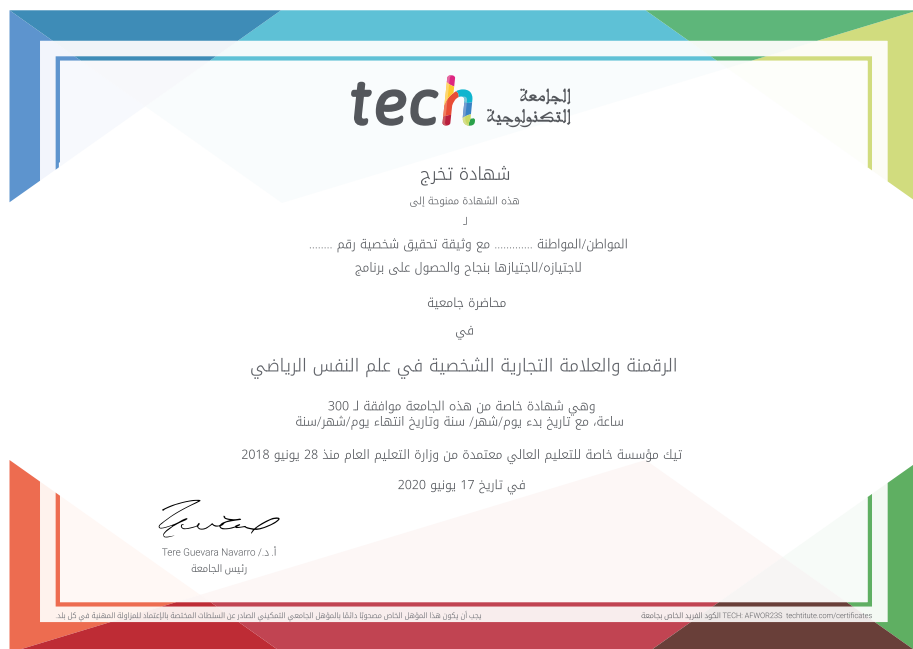 tech الجامعة
التكنولوجية
شهادة تخرج
هذه الشهادة ممنوحة إلى
لـ
المواطن/المواطنة ............. مع وثيقة تحقيق شخصية رقم ........
لاجتيازه/لاجتيازها بنجاح والحصول على برنامج
محاضرة جامعية
في
الرقمنة والعلامة التجارية الشخصية في علم النفس الرياضي
وهي شهادة خاصة من هذه الجامعة موافقة لـ 300
ساعة، مع تاريخ بدء يوم/شهر/ سنة وتاريخ انتهاء يوم/شهر/سنة
تيك مؤسسة خاصة للتعليم العالي معتمدة من وزارة التعليم العام منذ 28 يونيو 2018
في تاريخ 17 يونيو 2020
أ. د./ Tere Guevara Navarro
رئيس الجامعة
يجب أن يكون هذا المؤهل الخاص مصحوبًا دائمًا بالمؤهل الجامعي التمكيني الصادر عن السلطات المختصة بالإعتماد للمزاولة المهنية في كل بلد.
الكود الفريد الخاص بجامعة TECH: AFWOR23S techtitute.com/certificates